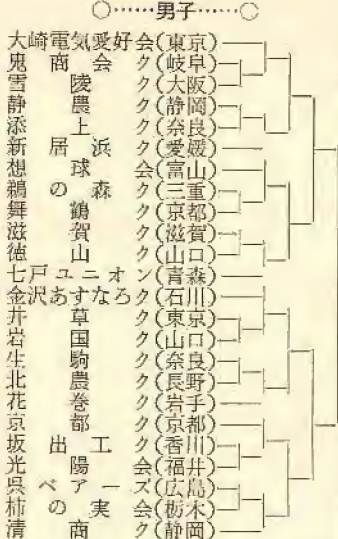 ○……男子……○
大崎電気愛好会(東京)
鬼商会ク(岐阜)
雪陵ク(大阪)
静農ク(静岡)
添上ク(奈良)
新居浜ク(愛媛)
想球会(富山)
鵜の森ク(三重)
舞鶴ク(京都)
滋賀ク(滋賀)
徳山ク(山口)
七戸ユニオン(青森)
金沢あすなろク(石川)
井草ク(東京)
岩国ク(山口)
生駒ク(奈良)
北農ク(長野)
花巻ク(岩手)
京都ク(京都)
坂出工ク(香川)
光陽会(福井)
呉ベアーズ(広島)
柿の実会(栃木)
清商ク(静岡)